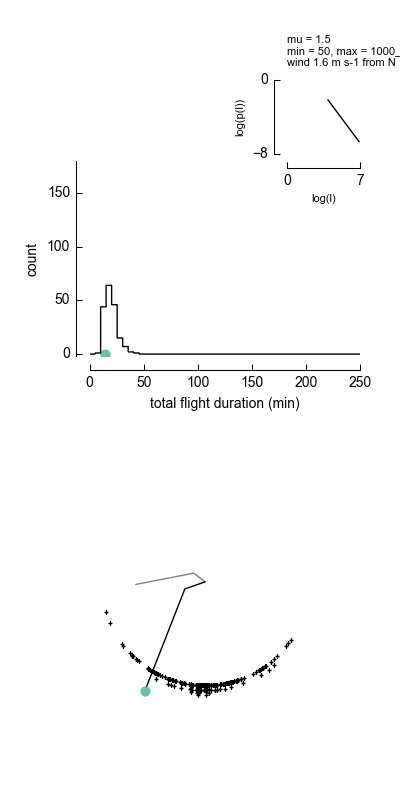 mu = 1.5
min = 50, max = 1000_
wind 1.6 m s-1 from N
0
log(p(l))
−8
0
7
log(l)
150
100
count
50
0
0
50
100
150
200
250
total flight duration (min)